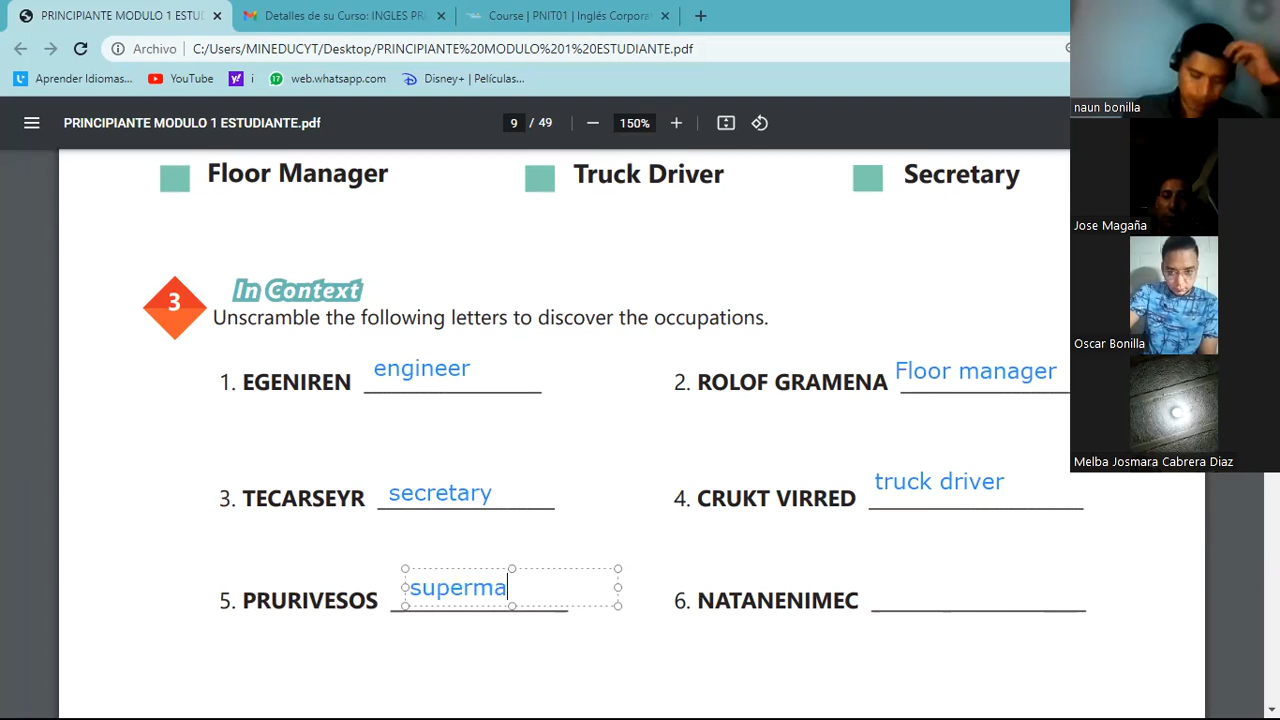 PRINCIPIANTE MODULO 1 ESTUD
Detalles de su Curso: INGLES PRI
Course | PNIT01 | Inglés Corporat
Archivo
C:/Users/MINEDUCYT/Desktop/PRINCIPIANTE%20MODULO%201%20ESTUDIANTE.pdf
Aprender Idiomas...
YouTube
i
17
web.whatsapp.com
Disney+ | Películas...
PRINCIPIANTE MODULO 1 ESTUDIANTE.pdf
9 / 49
150%
naun bonilla
Jose Magaña
Oscar Bonilla
Melba Josmara Cabrera Diaz
Floor Manager
Truck Driver
Secretary
3
In Context
Unscramble the following letters to discover the occupations.
1. EGENIREN engineer
2. ROLOF GRAMENA Floor manager
3. TECARSEYR secretary
4. CRUKT VIRRED truck driver
5. PRURIVESOS superma
6. NATANENIMEC